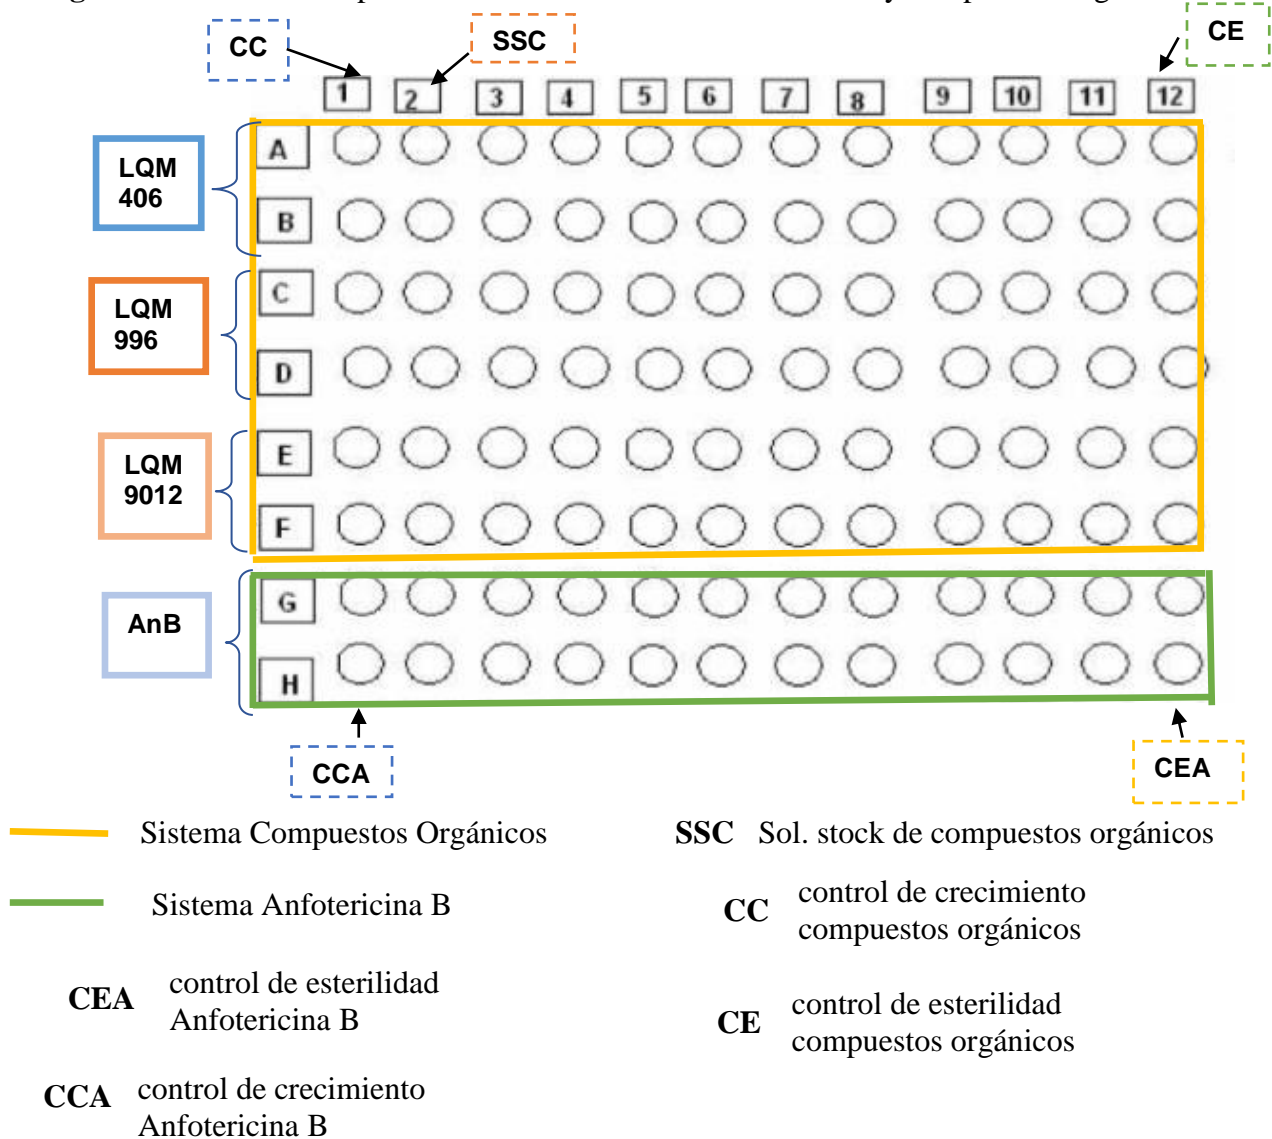 CC
SSC
CE
1 2 3 4 5 6 7 8 9 10 11 12
A
LQM
406
B
C
LQM
996
D
E
LQM
9012
F
G
AnB
H
CCA
CEA
Sistema Compuestos Orgánicos
SSC Sol. stock de compuestos orgánicos
Sistema Anfotericina B
CC control de crecimiento
compuestos orgánicos
CEA control de esterilidad
Anfotericina B
CE control de esterilidad
compuestos orgánicos
CCA control de crecimiento
Anfotericina B